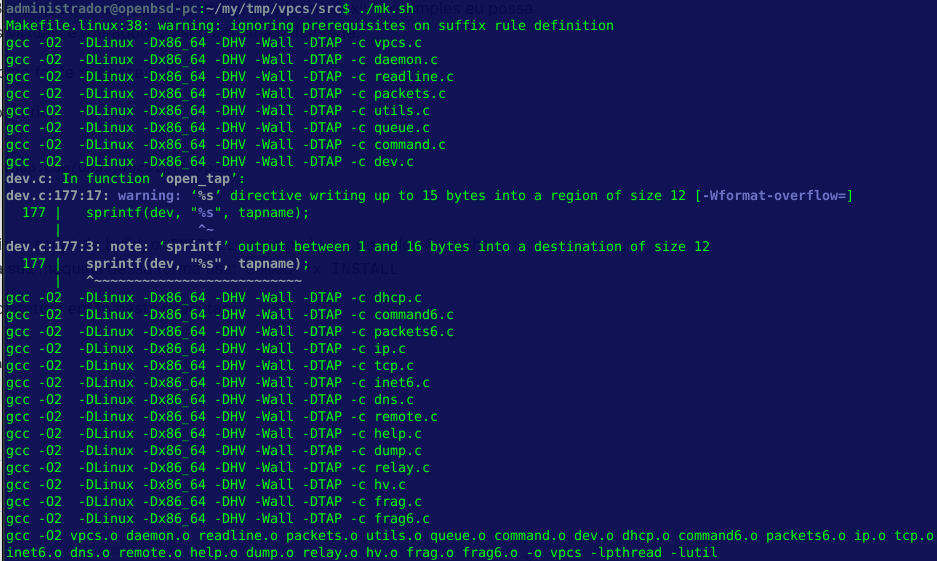 administrador@openbsd-pc:~/my/tmp/vpcs/src$ ./mk.sh
Makefile.linux:38: warning: ignoring prerequisites on suffix rule definition
gcc -O2  -DLinux -Dx86_64 -DHV -Wall -DTAP -c vpcs.c
gcc -O2  -DLinux -Dx86_64 -DHV -Wall -DTAP -c daemon.c
gcc -O2  -DLinux -Dx86_64 -DHV -Wall -DTAP -c readline.c
gcc -O2  -DLinux -Dx86_64 -DHV -Wall -DTAP -c packets.c
gcc -O2  -DLinux -Dx86_64 -DHV -Wall -DTAP -c utils.c
gcc -O2  -DLinux -Dx86_64 -DHV -Wall -DTAP -c queue.c
gcc -O2  -DLinux -Dx86_64 -DHV -Wall -DTAP -c command.c
gcc -O2  -DLinux -Dx86_64 -DHV -Wall -DTAP -c dev.c
dev.c: In function ‘open_tap’:
dev.c:177:17: warning: ‘%s’ directive writing up to 15 bytes into a region of size 12 [-Wformat-overflow=]
  177 |   sprintf(dev, "%s", tapname);
      |                 ^~
dev.c:177:3: note: ‘sprintf’ output between 1 and 16 bytes into a destination of size 12
  177 |   sprintf(dev, "%s", tapname);
      |   ^~~~~~~~~~~~~~~~~~~~~~~~~~~
gcc -O2  -DLinux -Dx86_64 -DHV -Wall -DTAP -c dhcp.c
gcc -O2  -DLinux -Dx86_64 -DHV -Wall -DTAP -c command6.c
gcc -O2  -DLinux -Dx86_64 -DHV -Wall -DTAP -c packets6.c
gcc -O2  -DLinux -Dx86_64 -DHV -Wall -DTAP -c ip.c
gcc -O2  -DLinux -Dx86_64 -DHV -Wall -DTAP -c tcp.c
gcc -O2  -DLinux -Dx86_64 -DHV -Wall -DTAP -c inet6.c
gcc -O2  -DLinux -Dx86_64 -DHV -Wall -DTAP -c dns.c
gcc -O2  -DLinux -Dx86_64 -DHV -Wall -DTAP -c remote.c
gcc -O2  -DLinux -Dx86_64 -DHV -Wall -DTAP -c help.c
gcc -O2  -DLinux -Dx86_64 -DHV -Wall -DTAP -c dump.c
gcc -O2  -DLinux -Dx86_64 -DHV -Wall -DTAP -c relay.c
gcc -O2  -DLinux -Dx86_64 -DHV -Wall -DTAP -c hv.c
gcc -O2  -DLinux -Dx86_64 -DHV -Wall -DTAP -c frag.c
gcc -O2  -DLinux -Dx86_64 -DHV -Wall -DTAP -c frag6.c
gcc -O2 vpcs.o daemon.o readline.o packets.o utils.o queue.o command.o dev.o dhcp.o command6.o packets6.o ip.o tcp.o
inet6.o dns.o remote.o help.o dump.o relay.o hv.o frag.o frag6.o -o vpcs -lpthread -lutil